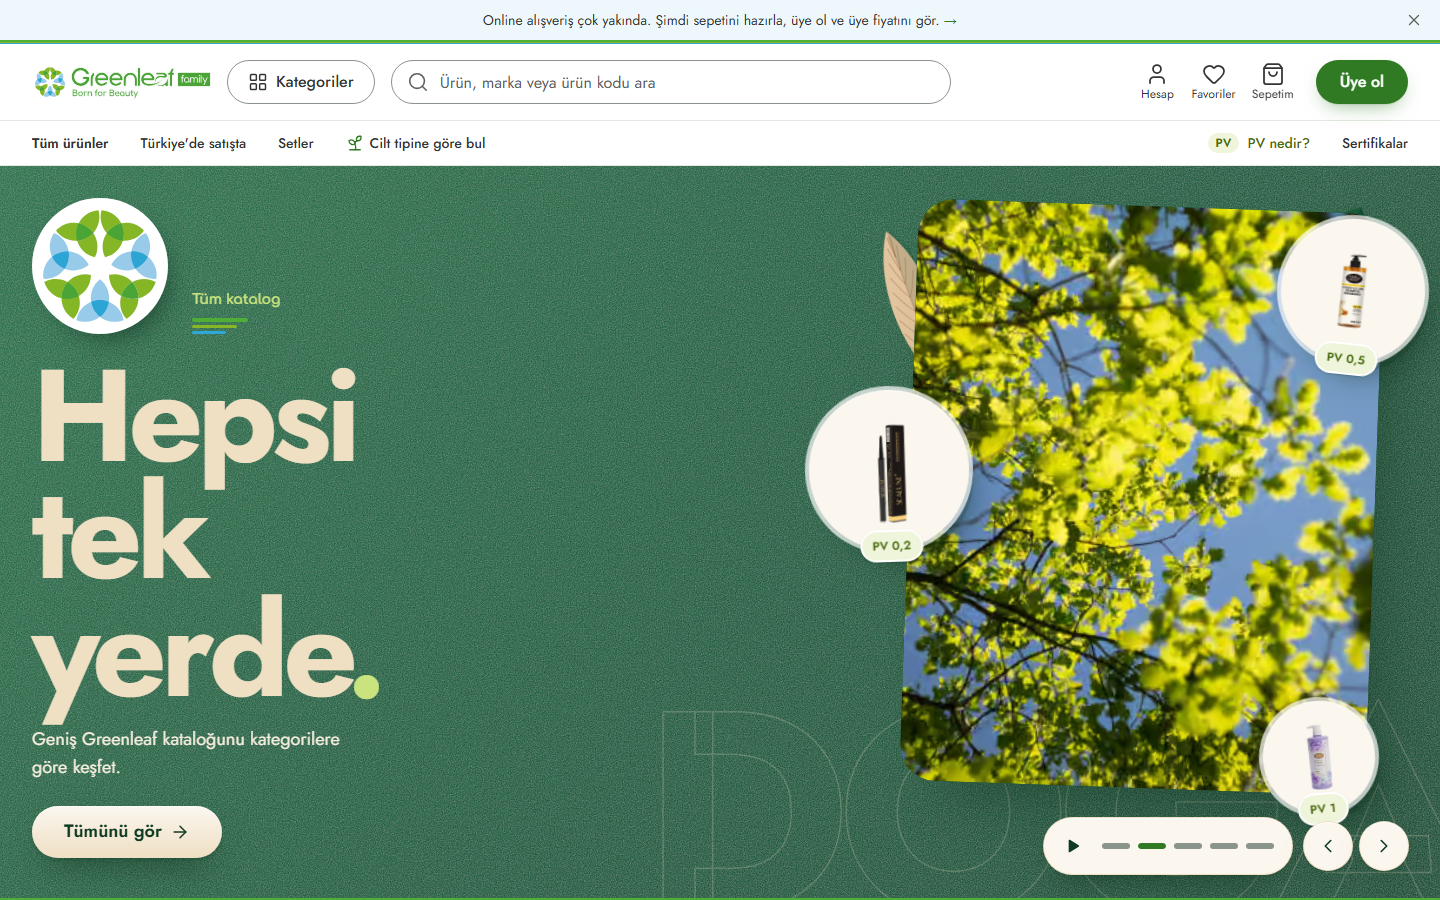 Online alışveriş çok yakında. Şimdi sepetini hazırla, üye ol ve üye fiyatını gör. →
Greenleaf family
Born for Beauty
Kategoriler
Ürün, marka veya ürün kodu ara
Hesap
Favoriler
Sepetim
Üye ol
Tüm ürünler
Türkiye'de satışta
Setler
Cilt tipine göre bul
PV
PV nedir?
Sertifikalar
Tüm katalog
Hepsi
tek
yerde.
Geniş Greenleaf kataloğunu kategorilere
göre keşfet.
Tümünü gör →
PV 0,5
PV 0,2
PV 1